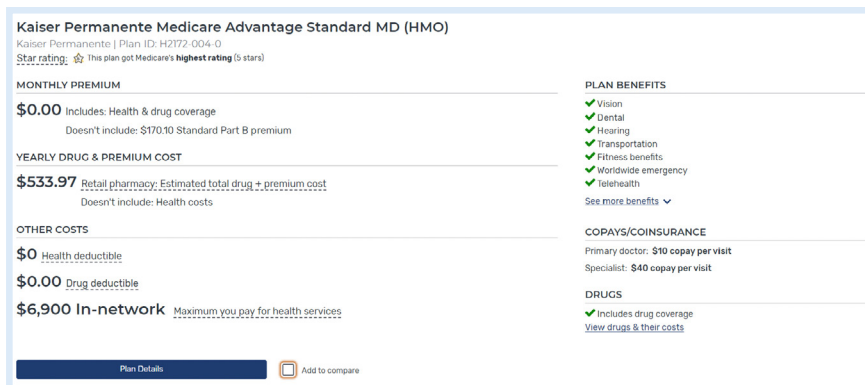 Kaiser Permanente Medicare Advantage Standard MD (HMO)
Kaiser Permanente | Plan ID: H2172-004-0
Star rating: This plan got Medicare's highest rating (5 stars)
MONTHLY PREMIUM
$0.00 Includes: Health & drug coverage
Doesn't include: $170.10 Standard Part B premium
YEARLY DRUG & PREMIUM COST
$533.97 Retail pharmacy: Estimated total drug + premium cost
Doesn't include: Health costs
OTHER COSTS
$0 Health deductible
$0.00 Drug deductible
$6,900 In-network Maximum you pay for health services
Plan Details
Add to compare
PLAN BENEFITS
Vision
Dental
Hearing
Transportation
Fitness benefits
Worldwide emergency
Telehealth
See more benefits
COPAYS/COINSURANCE
Primary doctor: $10 copay per visit
Specialist: $40 copay per visit
DRUGS
Includes drug coverage
View drugs & their costs